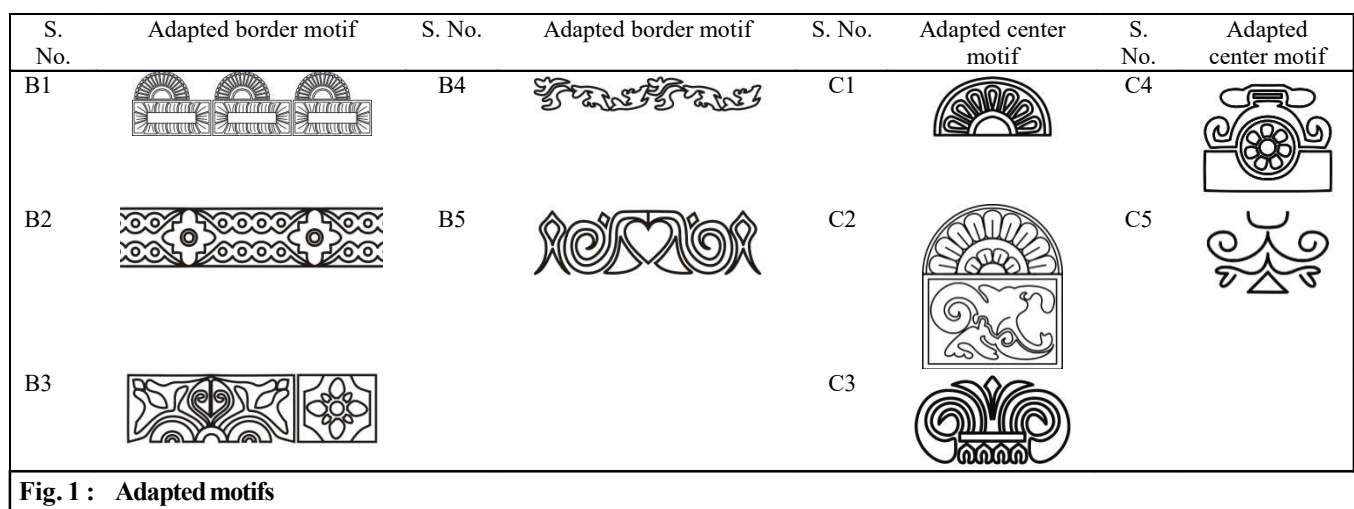 S. No. Adapted border motif S. No. Adapted border motif S. No. Adapted center motif S. No. Adapted center motif
B1 B4 C1 C4
B2 B5 C2 C5
B3 C3
Fig. 1 : Adapted motifs